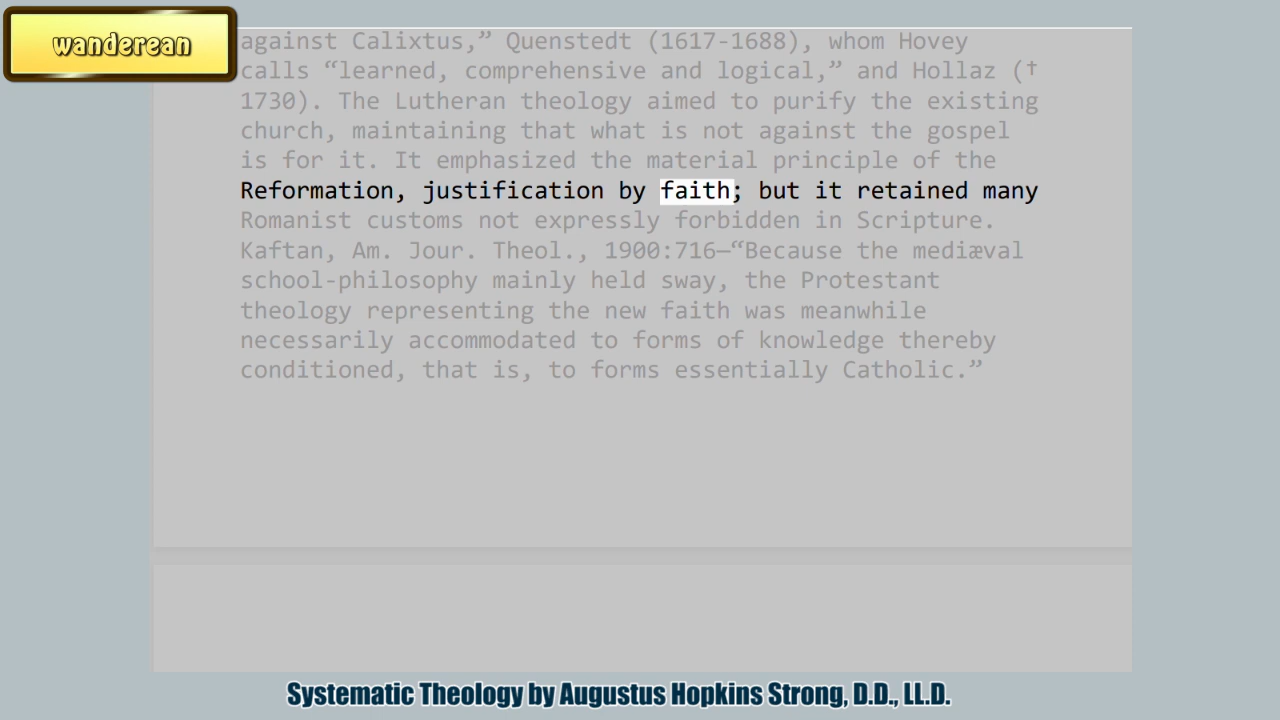 wanderean
against Calixtus,” Quenstedt (1617-1688), whom Hovey
calls “learned, comprehensive and logical,” and Hollaz (†
1730). The Lutheran theology aimed to purify the existing
church, maintaining that what is not against the gospel
is for it. It emphasized the material principle of the
Reformation, justification by faith; but it retained many
Romanist customs not expressly forbidden in Scripture.
Kaftan, Am. Jour. Theol., 1900:716—“Because the mediæval
school-philosophy mainly held sway, the Protestant
theology representing the new faith was meanwhile
necessarily accommodated to forms of knowledge thereby
conditioned, that is, to forms essentially Catholic.”
Systematic Theology by Augustus Hopkins Strong, D.D., LL.D.